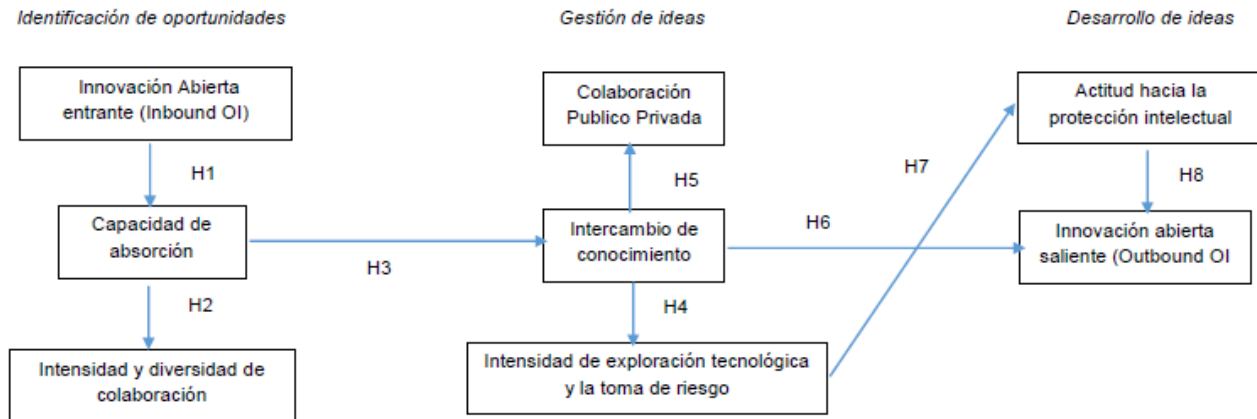 Identificación de oportunidades
Gestión de ideas
Desarrollo de ideas
Innovación Abierta
entrante (Inbound OI)
Colaboración
Publico Privada
Actitud hacia la
protección intelectual
H1
H5
H7
H8
Capacidad de
absorción
H3
Intercambio de
conocimiento
H6
Innovación abierta
saliente (Outbound OI
H2
H4
Intensidad y diversidad de
colaboración
Intensidad de exploración tecnológica
y la toma de riesgo